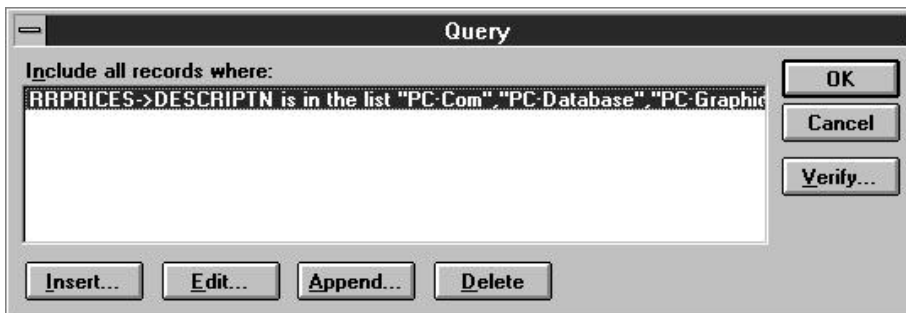 Query
Include all records where:
RRPRICES->DESCRIPTN is in the list "PC-Com","PC-Database","PC-Graphic
OK
Cancel
Verify...
Insert... Edit... Append... Delete